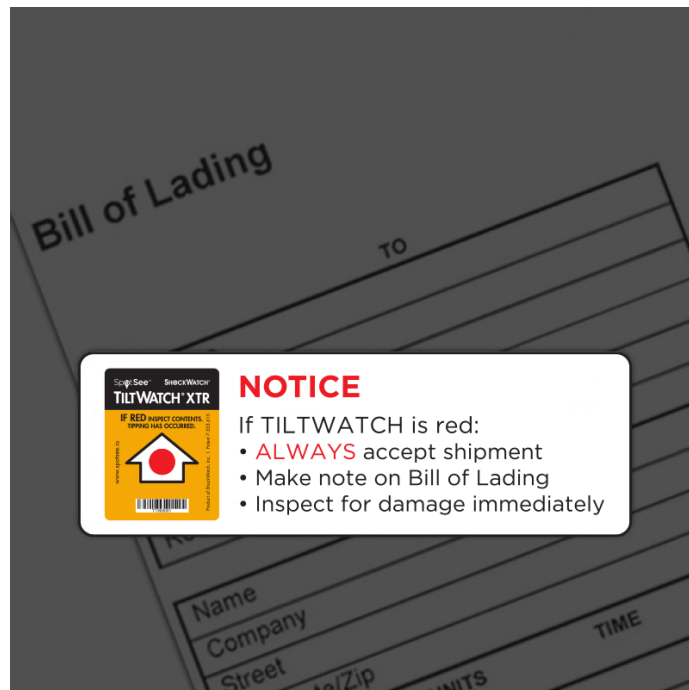 Bill of Lading
TO
SpotSee™ SHOCKWATCH®
TILTWATCH® XTR
IF RED INSPECT CONTENTS.
TIPPING HAS OCCURRED.
www.spotsee.io
NOTICE
If TILTWATCH is red:
• ALWAYS accept shipment
• Make note on Bill of Lading
• Inspect for damage immediately
Name
Company
Street
TIME
UNITS